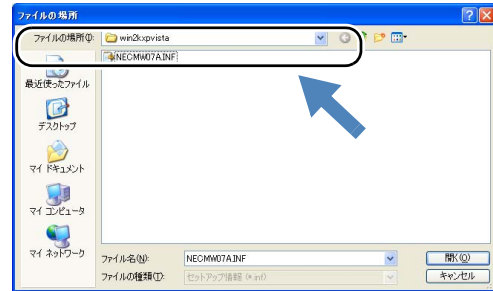 ファイルの場所
ファイルの場所(I):
win2kxpvista
NECMW07A.INF
最近使ったファイル
デスクトップ
マイ ドキュメント
マイ コンピュータ
マイ ネットワーク
ファイル名(N):
NECMW07A.INF
開く(O)
ファイルの種類(T):
セットアップ情報 (*.inf)
キャンセル